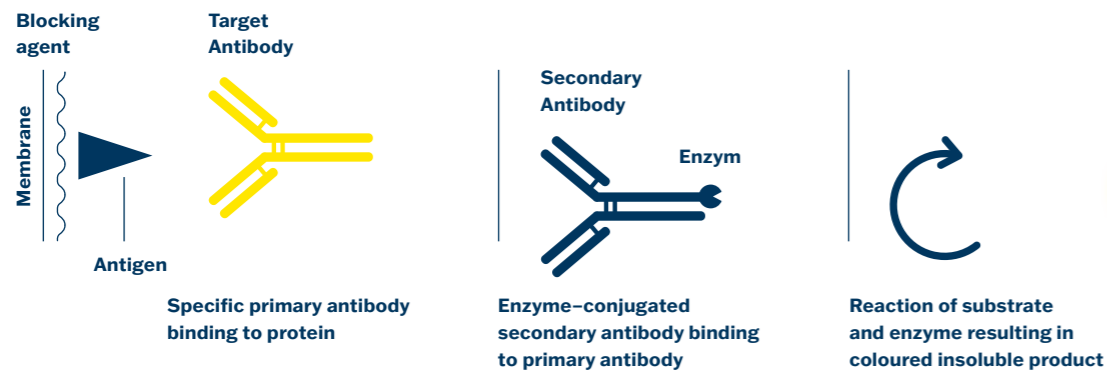 Blocking
agent
Target
Antibody
Membrane
Antigen
Specific primary antibody
binding to protein
Secondary
Antibody
Enzym
Enzyme–conjugated
secondary antibody binding
to primary antibody
Reaction of substrate
and enzyme resulting in
coloured insoluble product